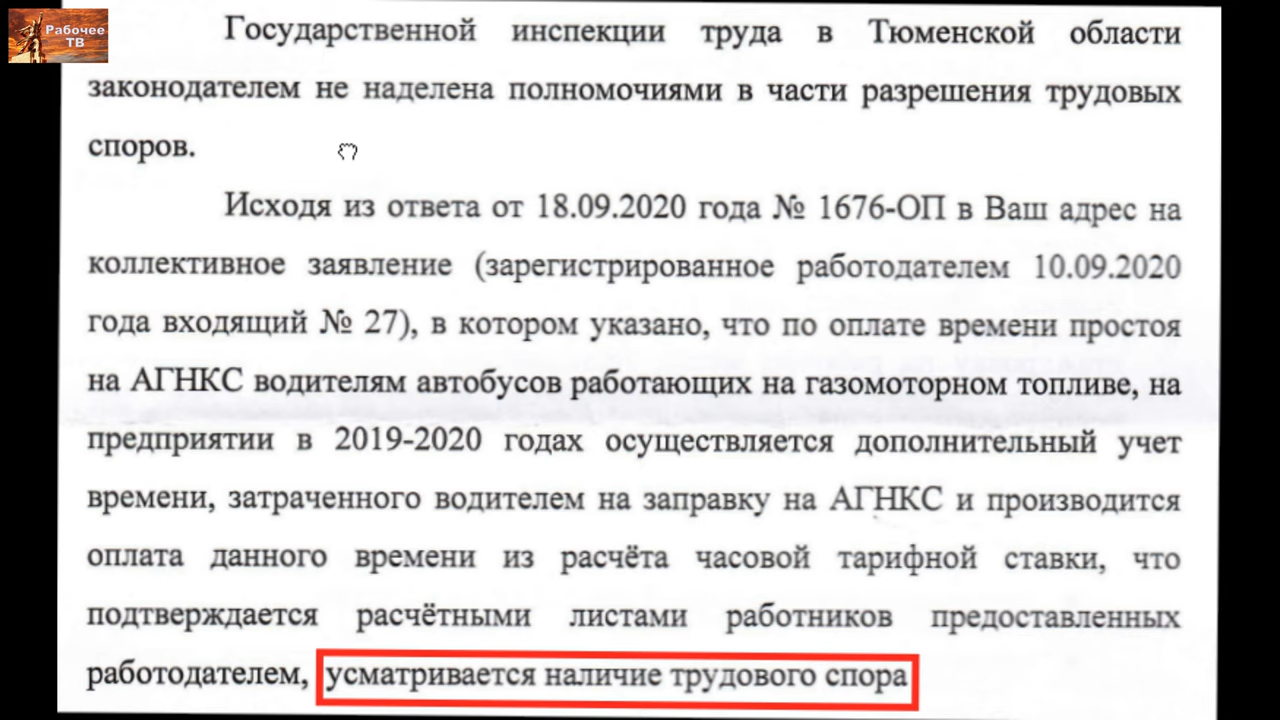 Рабочее
ТВ
Государственной инспекции труда в Тюменской области
законодателем не наделена полномочиями в части разрешения трудовых
споров.
Исходя из ответа от 18.09.2020 года № 1676-ОП в Ваш адрес на
коллективное заявление (зарегистрированное работодателем 10.09.2020
года входящий № 27), в котором указано, что по оплате времени простоя
на АГНКС водителям автобусов работающих на газомоторном топливе, на
предприятии в 2019-2020 годах осуществляется дополнительный учет
времени, затраченного водителем на заправку на АГНКС и производится
оплата данного времени из расчёта часовой тарифной ставки, что
подтверждается расчётными листами работников предоставленных
работодателем, усматривается наличие трудового спора